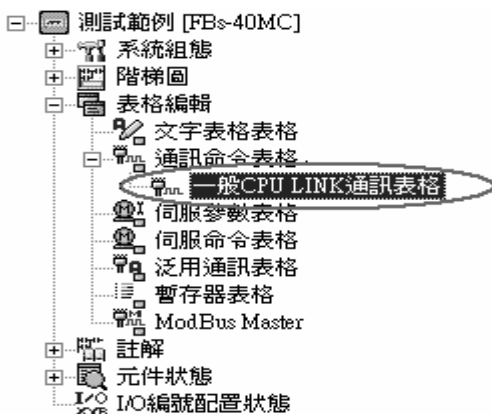 測試範例 [FBs-40MC]
系統組態
階梯圖
表格編輯
文字表格表格
通訊命令表格
一般CPU LINK通訊表格
伺服參數表格
伺服命令表格
泛用通訊表格
暫存器表格
ModBus Master
註解
元件狀態
I/O編號配置狀態